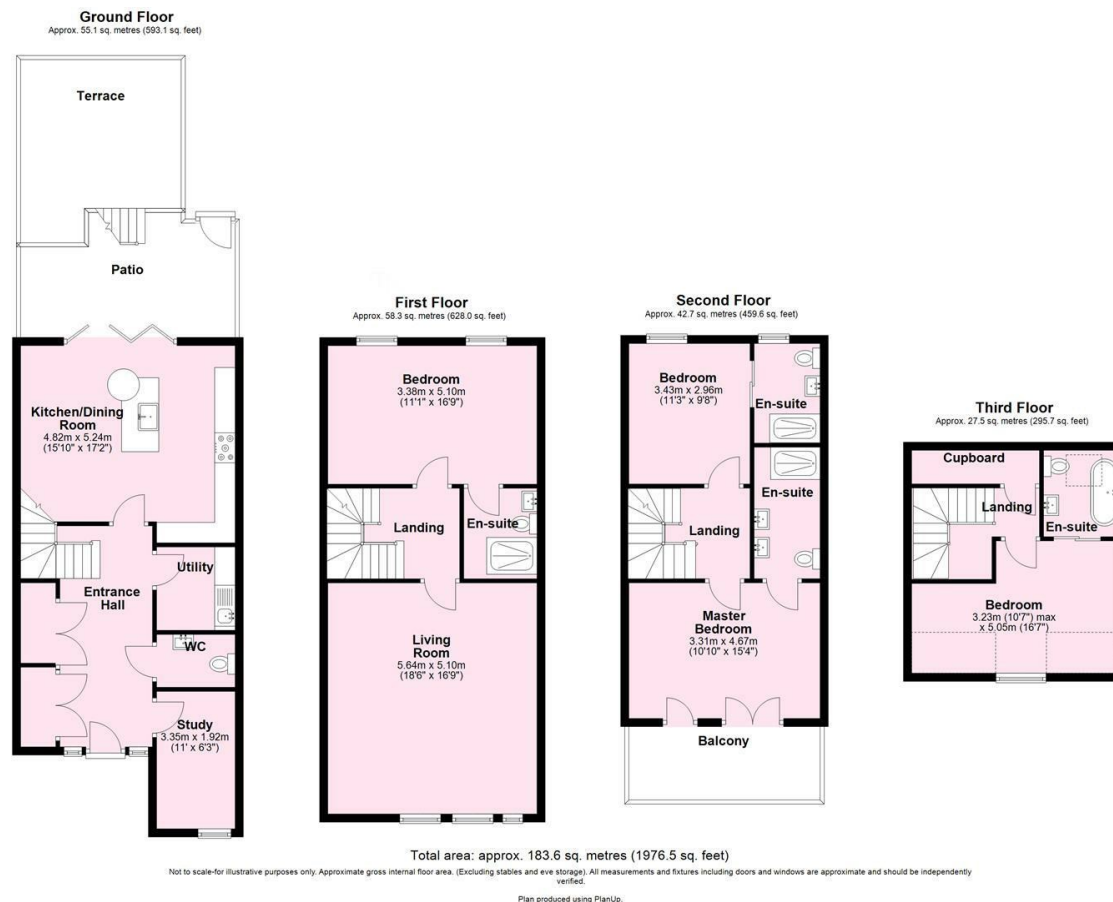 Ground Floor
Approx. 55.1 sq. metres (593.1 sq. feet)
Terrace
Patio
Kitchen/Dining
Room
4.82m x 5.24m
(15'10" x 17'2")
Utility
Entrance
Hall
WC
Study
3.35m x 1.92m
(11' x 6'3")
First Floor
Approx. 58.3 sq. metres (628.0 sq. feet)
Bedroom
3.38m x 5.10m
(11'1" x 16'9")
Landing
En-suite
Living
Room
5.64m x 5.10m
(18'6" x 16'9")
Second Floor
Approx. 42.7 sq. metres (459.6 sq. feet)
Bedroom
3.43m x 2.96m
(11'3" x 9'8")
En-suite
En-suite
Landing
Master
Bedroom
3.31m x 4.67m
(10'10" x 15'4")
Balcony
Third Floor
Approx. 27.5 sq. metres (295.7 sq. feet)
Cupboard
Landing
En-suite
Bedroom
3.23m (10'7") max
x 5.05m (16'7")
Total area: approx. 183.6 sq. metres (1976.5 sq. feet)
Not to scale-for illustrative purposes only. Approximate gross internal floor area. (Excluding stables and eve storage). All measurements and fixtures including doors and windows are approximate and should be independently
verified.
Plan produced using PlanUp.